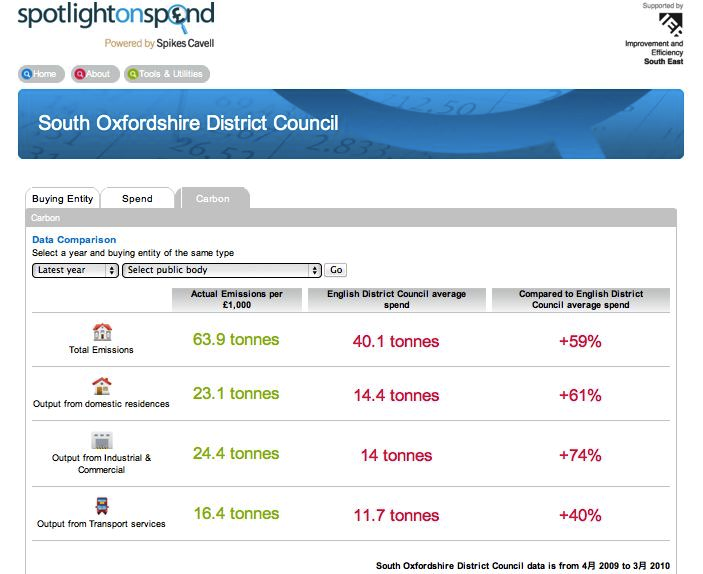 spotlightonspend
Powered by Spikes Cavell
Supported by
Improvement and
Efficiency
South East
Home
About
Tools & Utilities
South Oxfordshire District Council
Buying Entity
Spend
Carbon
Carbon
Data Comparison
Select a year and buying entity of the same type
Latest year
Select public body
Go
Actual Emissions per
£1,000
English District Council average
spend
Compared to English District
Council average spend
Total Emissions
63.9 tonnes
40.1 tonnes
+59%
Output from domestic residences
23.1 tonnes
14.4 tonnes
+61%
Output from Industrial &
Commercial
24.4 tonnes
14 tonnes
+74%
Output from Transport services
16.4 tonnes
11.7 tonnes
+40%
South Oxfordshire District Council data is from 4月 2009 to 3月 2010